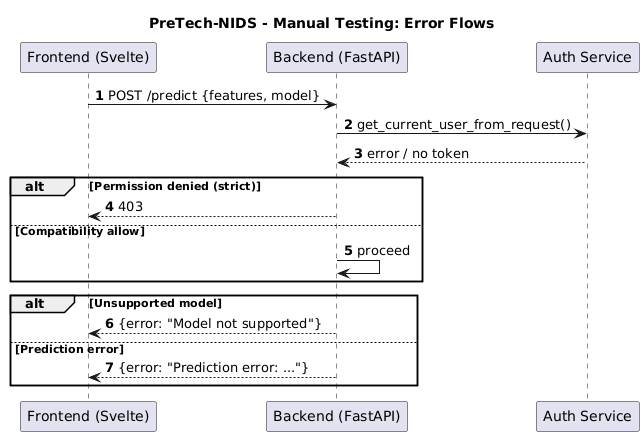 PreTech-NIDS - Manual Testing: Error Flows
Frontend (Svelte) Backend (FastAPI) Auth Service
1 POST /predict {features, model}
2 get_current_user_from_request()
3 error / no token
alt [Permission denied (strict)]
4 403
[Compatibility allow]
5 proceed
alt [Unsupported model]
6 {error: "Model not supported"}
[Prediction error]
7 {error: "Prediction error: ..."}
Frontend (Svelte) Backend (FastAPI) Auth Service